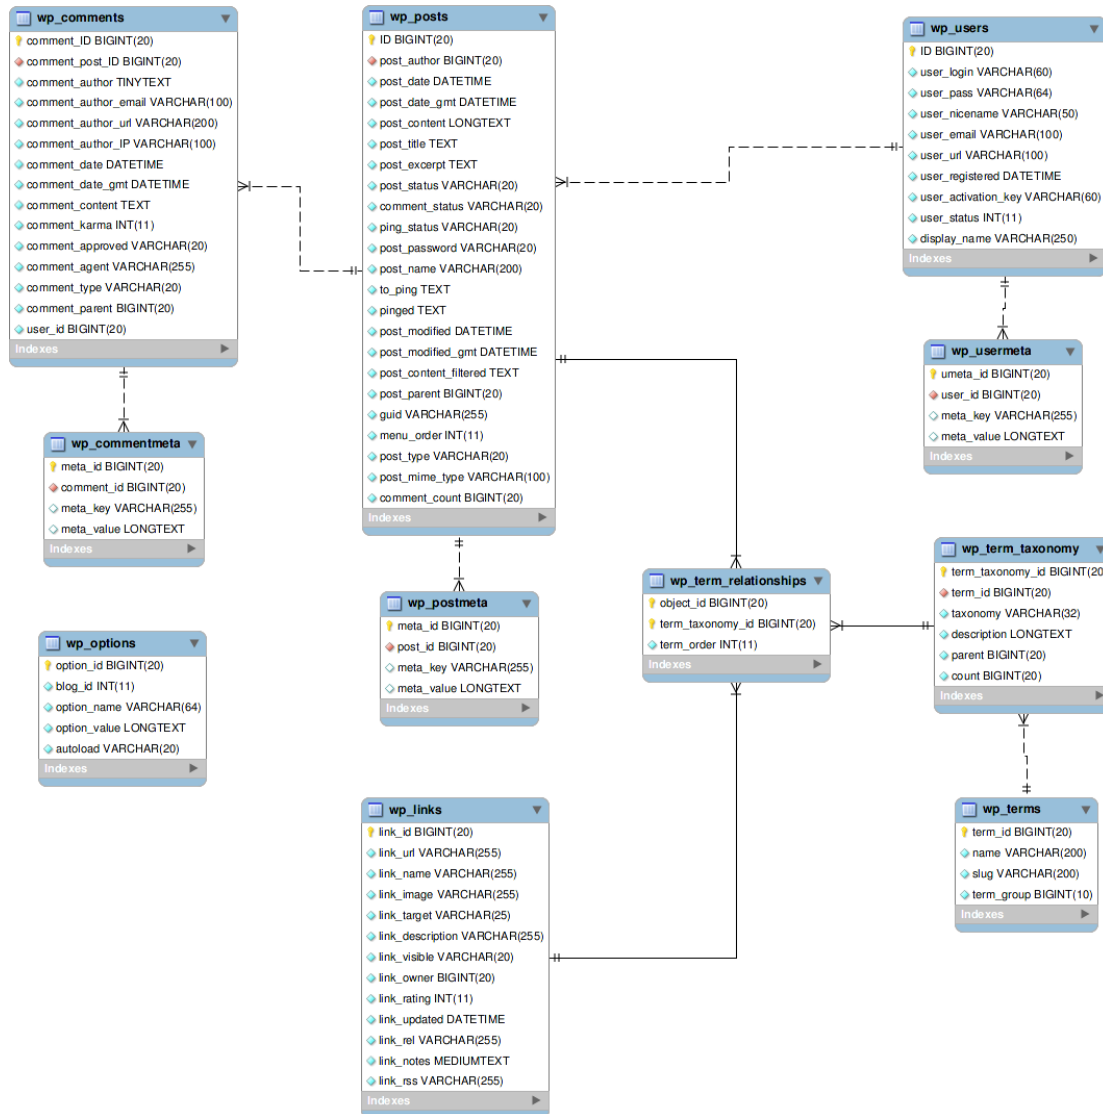 wp_comments
comment_ID BIGINT(20)
comment_post_ID BIGINT(20)
comment_author TINYTEXT
comment_author_email VARCHAR(100)
comment_author_url VARCHAR(200)
comment_author_IP VARCHAR(100)
comment_date DATETIME
comment_date_gmt DATETIME
comment_content TEXT
comment_karma INT(11)
comment_approved VARCHAR(20)
comment_agent VARCHAR(255)
comment_type VARCHAR(20)
comment_parent BIGINT(20)
user_id BIGINT(20)
Indexes
wp_posts
ID BIGINT(20)
post_author BIGINT(20)
post_date DATETIME
post_date_gmt DATETIME
post_content LONGTEXT
post_title TEXT
post_excerpt TEXT
post_status VARCHAR(20)
comment_status VARCHAR(20)
ping_status VARCHAR(20)
post_password VARCHAR(20)
post_name VARCHAR(200)
to_ping TEXT
pinged TEXT
post_modified DATETIME
post_modified_gmt DATETIME
post_content_filtered TEXT
post_parent BIGINT(20)
guid VARCHAR(255)
menu_order INT(11)
post_type VARCHAR(20)
post_mime_type VARCHAR(100)
comment_count BIGINT(20)
Indexes
wp_users
ID BIGINT(20)
user_login VARCHAR(60)
user_pass VARCHAR(64)
user_nicename VARCHAR(50)
user_email VARCHAR(100)
user_url VARCHAR(100)
user_registered DATETIME
user_activation_key VARCHAR(60)
user_status INT(11)
display_name VARCHAR(250)
Indexes
wp_usermeta
umeta_id BIGINT(20)
user_id BIGINT(20)
meta_key VARCHAR(255)
meta_value LONGTEXT
Indexes
wp_commentmeta
meta_id BIGINT(20)
comment_id BIGINT(20)
meta_key VARCHAR(255)
meta_value LONGTEXT
Indexes
wp_postmeta
meta_id BIGINT(20)
post_id BIGINT(20)
meta_key VARCHAR(255)
meta_value LONGTEXT
Indexes
wp_term_relationships
object_id BIGINT(20)
term_taxonomy_id BIGINT(20)
term_order INT(11)
Indexes
wp_term_taxonomy
term_taxonomy_id BIGINT(20
term_id BIGINT(20)
taxonomy VARCHAR(32)
description LONGTEXT
parent BIGINT(20)
count BIGINT(20)
Indexes
wp_options
option_id BIGINT(20)
blog_id INT(11)
option_name VARCHAR(64)
option_value LONGTEXT
autoload VARCHAR(20)
Indexes
wp_links
link_id BIGINT(20)
link_url VARCHAR(255)
link_name VARCHAR(255)
link_image VARCHAR(255)
link_target VARCHAR(25)
link_description VARCHAR(255)
link_visible VARCHAR(20)
link_owner BIGINT(20)
link_rating INT(11)
link_updated DATETIME
link_rel VARCHAR(255)
link_notes MEDIUMTEXT
link_rss VARCHAR(255)
Indexes
wp_terms
term_id BIGINT(20)
name VARCHAR(200)
slug VARCHAR(200)
term_group BIGINT(10)
Indexes